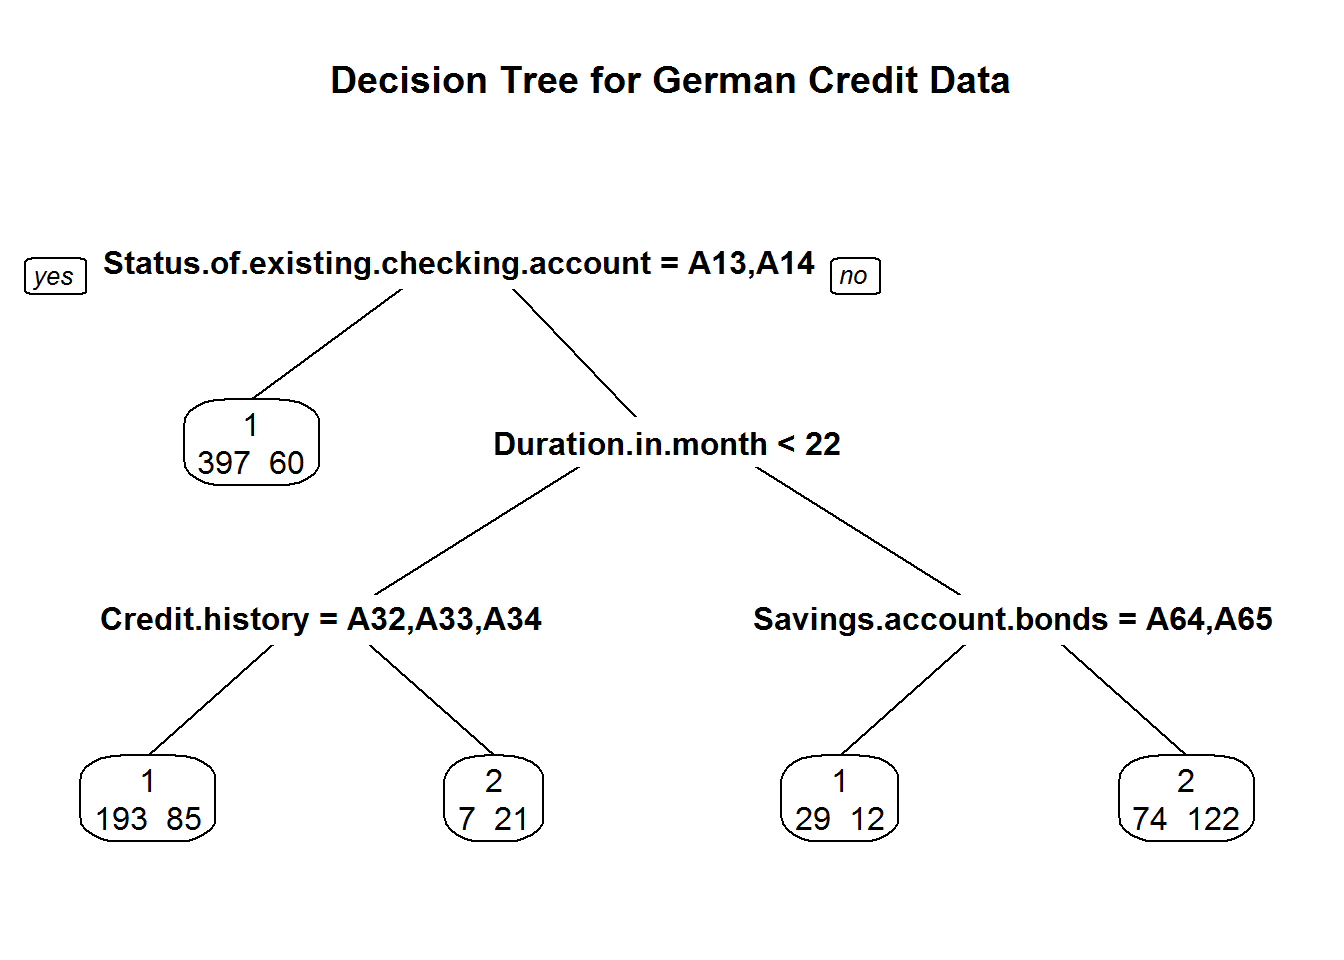 Decision Tree for German Credit Data
yes
Status.of.existing.checking.account = A13,A14
no
1
397 60
Duration.in.month < 22
Credit.history = A32,A33,A34
Savings.account.bonds = A64,A65
1
193 85
2
7 21
1
29 12
2
74 122